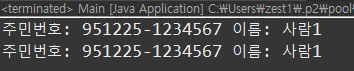 <terminated> Main [Java Application] C:\Users\zest1\.p2\pool\
주민번호: 951225-1234567 이름: 사람1
주민번호: 951225-1234567 이름: 사람1